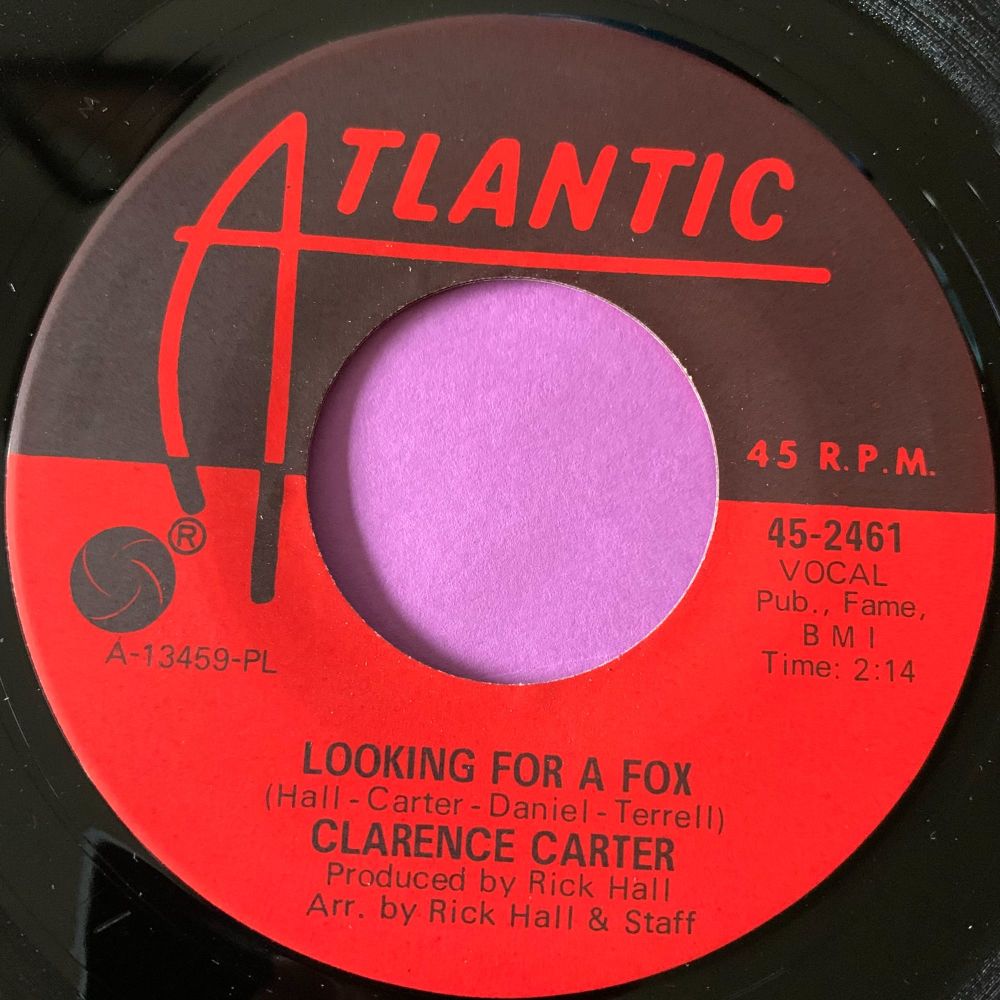 ATLANTIC
45 R.P.M.
®
45-2461
VOCAL
Pub., Fame,
BMI
Time: 2:14
A-13459-PL
LOOKING FOR A FOX
(Hall-Carter-Daniel-Terrell)
CLARENCE CARTER
Produced by Rick Hall
Arr. by Rick Hall & Staff